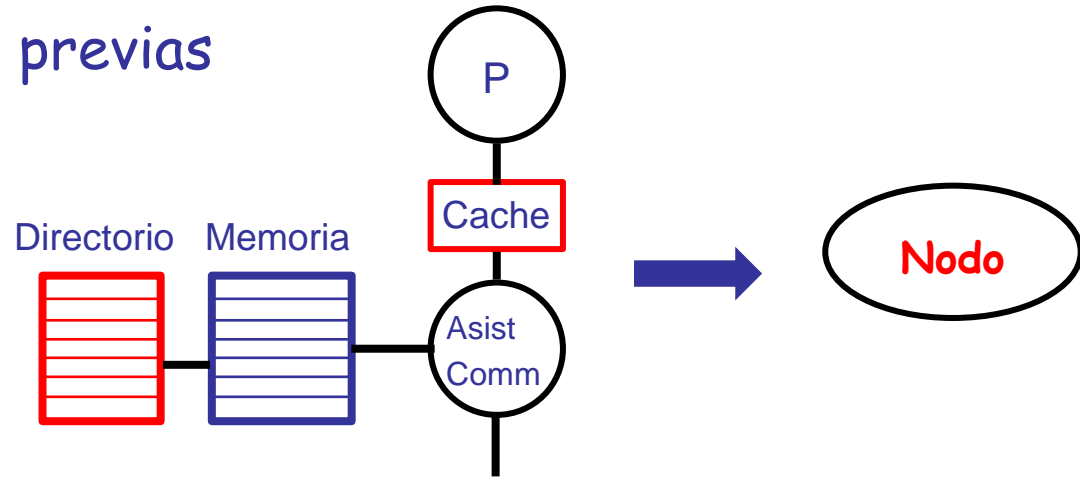 previas
P
Cache
Directorio Memoria
Asist
Comm
Nodo